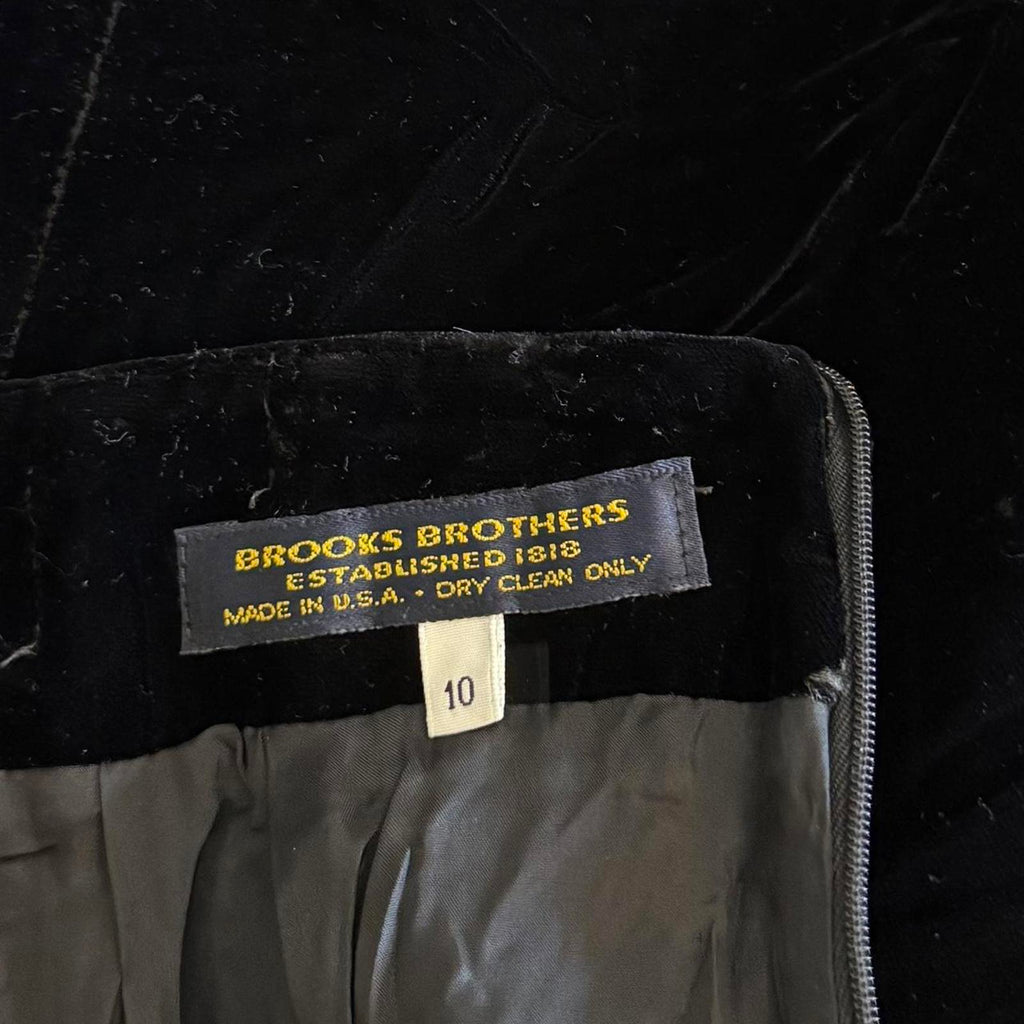 BROOKS BROTHERS
ESTABLISHED 1818
MADE IN U.S.A. • DRY CLEAN ONLY
10